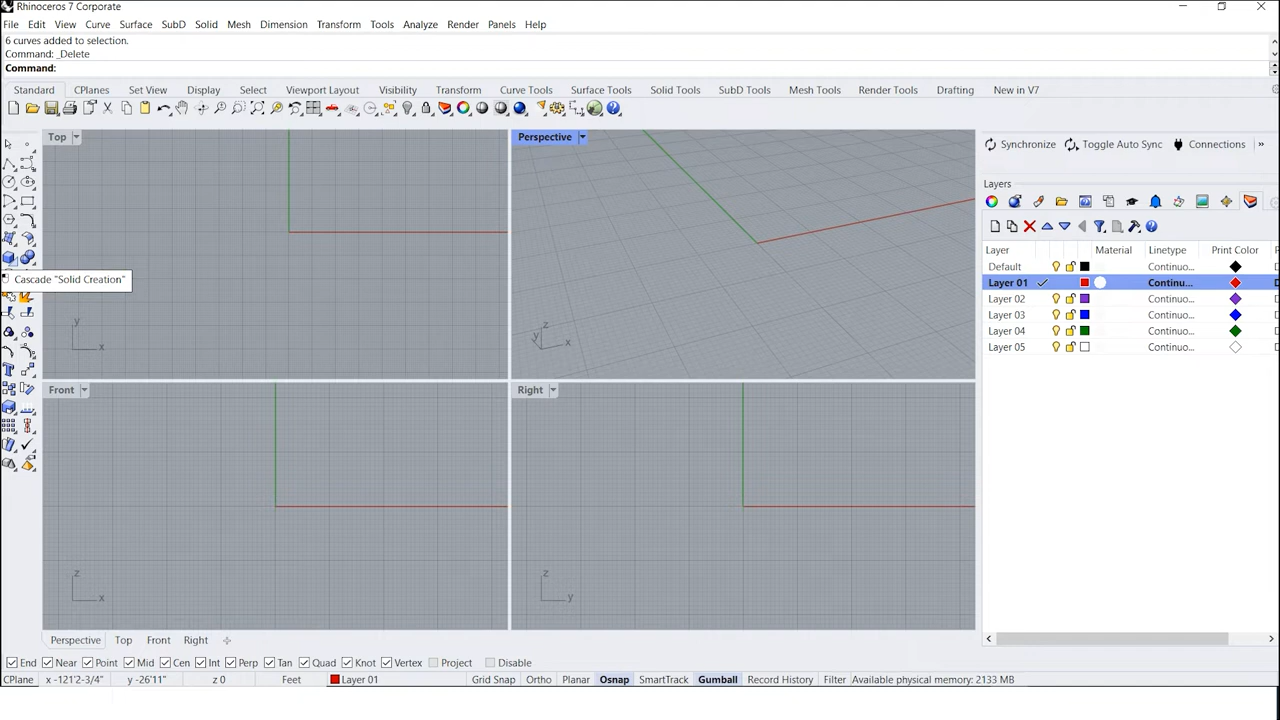 Rhinoceros 7 Corporate
File Edit View Curve Surface SubD Solid Mesh Dimension Transform Tools Analyze Render Panels Help
6 curves added to selection.
Command: _Delete
Command:
Standard CPlanes Set View Display Select Viewport Layout Visibility Transform Curve Tools Surface Tools Solid Tools SubD Tools Mesh Tools Render Tools Drafting New in V7
Top
Perspective
Synchronize Toggle Auto Sync Connections »
Layers
Layer Material Linetype Print Color
Default Continuo...
Layer 01 Continu...
Layer 02 Continuo...
Layer 03 Continuo...
Layer 04 Continuo...
Layer 05 Continuo...
Cascade "Solid Creation"
y x
z y x
Front
Right
z x
z y
Perspective Top Front Right
End Near Point Mid Cen Int Perp Tan Quad Knot Vertex Project Disable
CPlane x -121'2-3/4" y -26'11" z 0 Feet Layer 01 Grid Snap Ortho Planar Osnap SmartTrack Gumball Record History Filter Available physical memory: 2133 MB